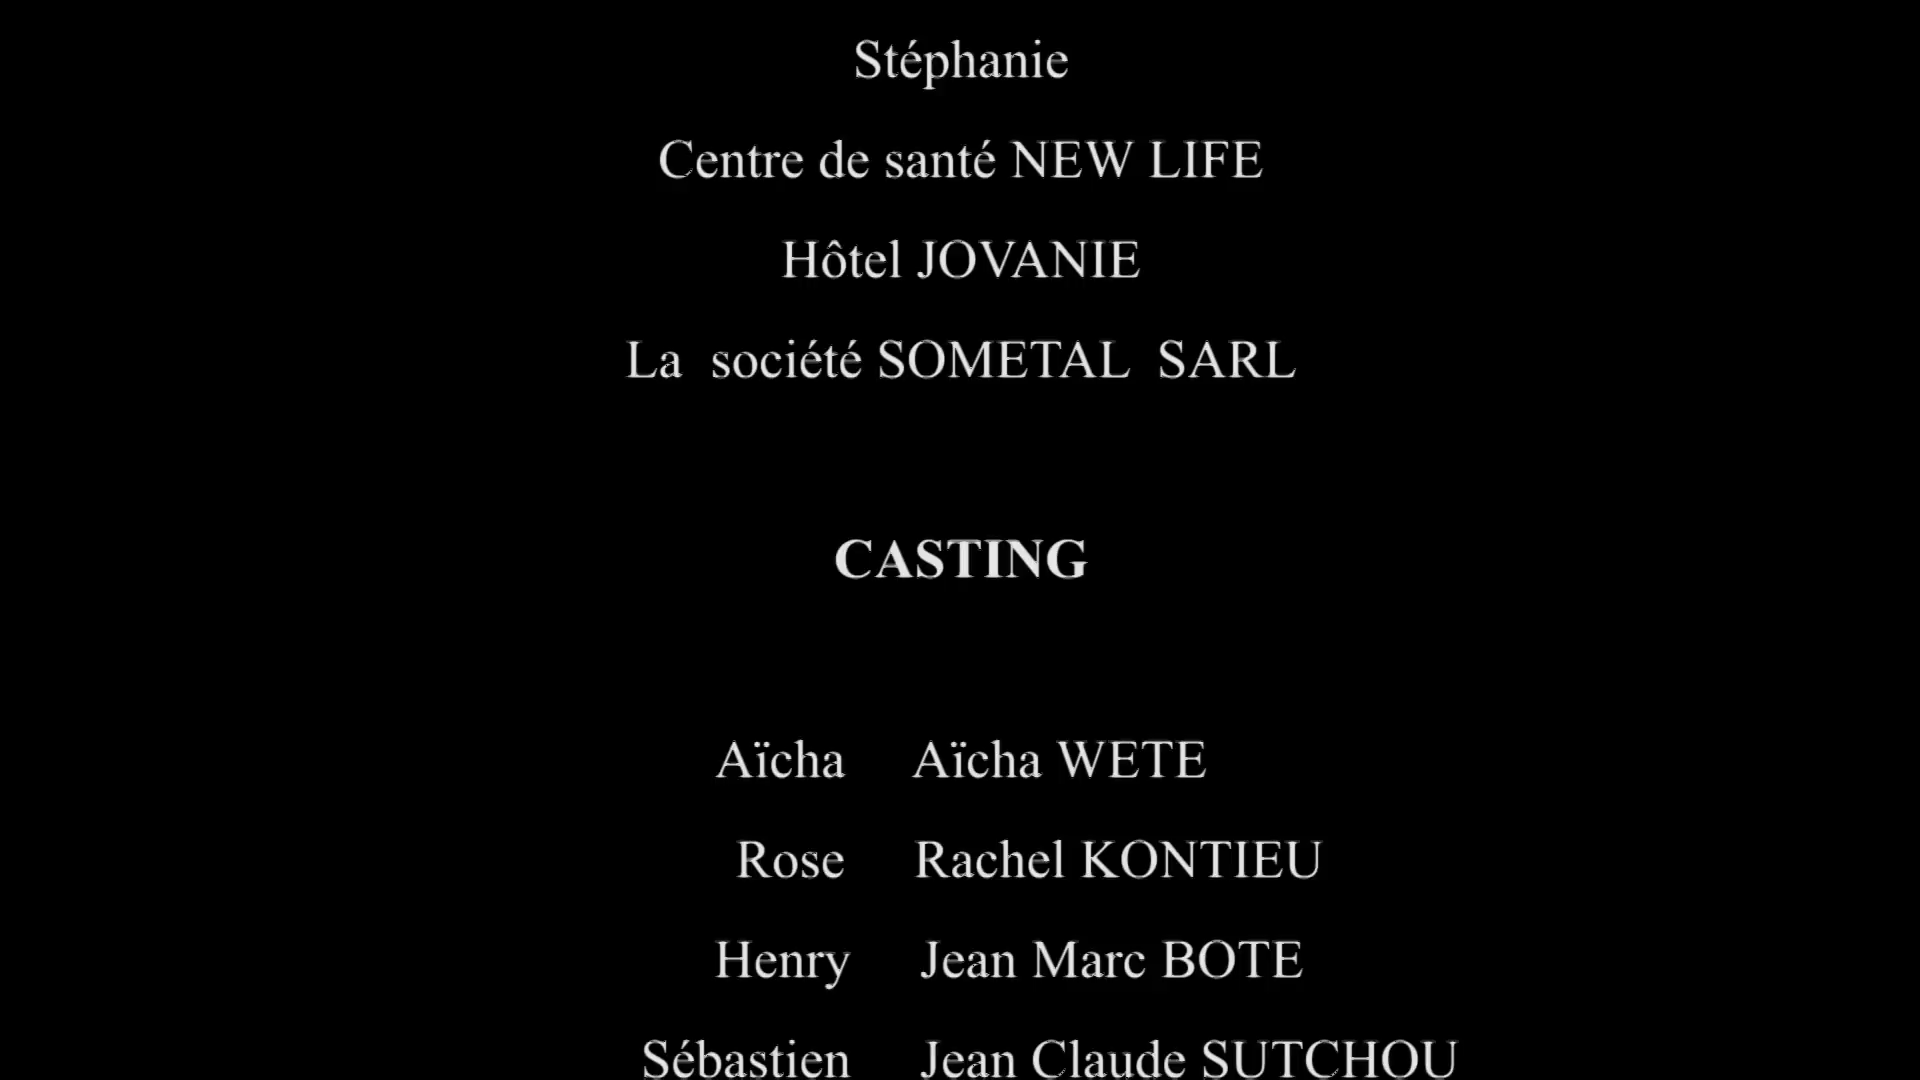 Stéphanie
Centre de santé NEW LIFE
Hôtel JOVANIE
La société SOMETAL SARL
CASTING
Aïcha Aïcha WETE
Rose Rachel KONTIEU
Henry Jean Marc BOTE
Sébastien Jean Claude SUTCHOU